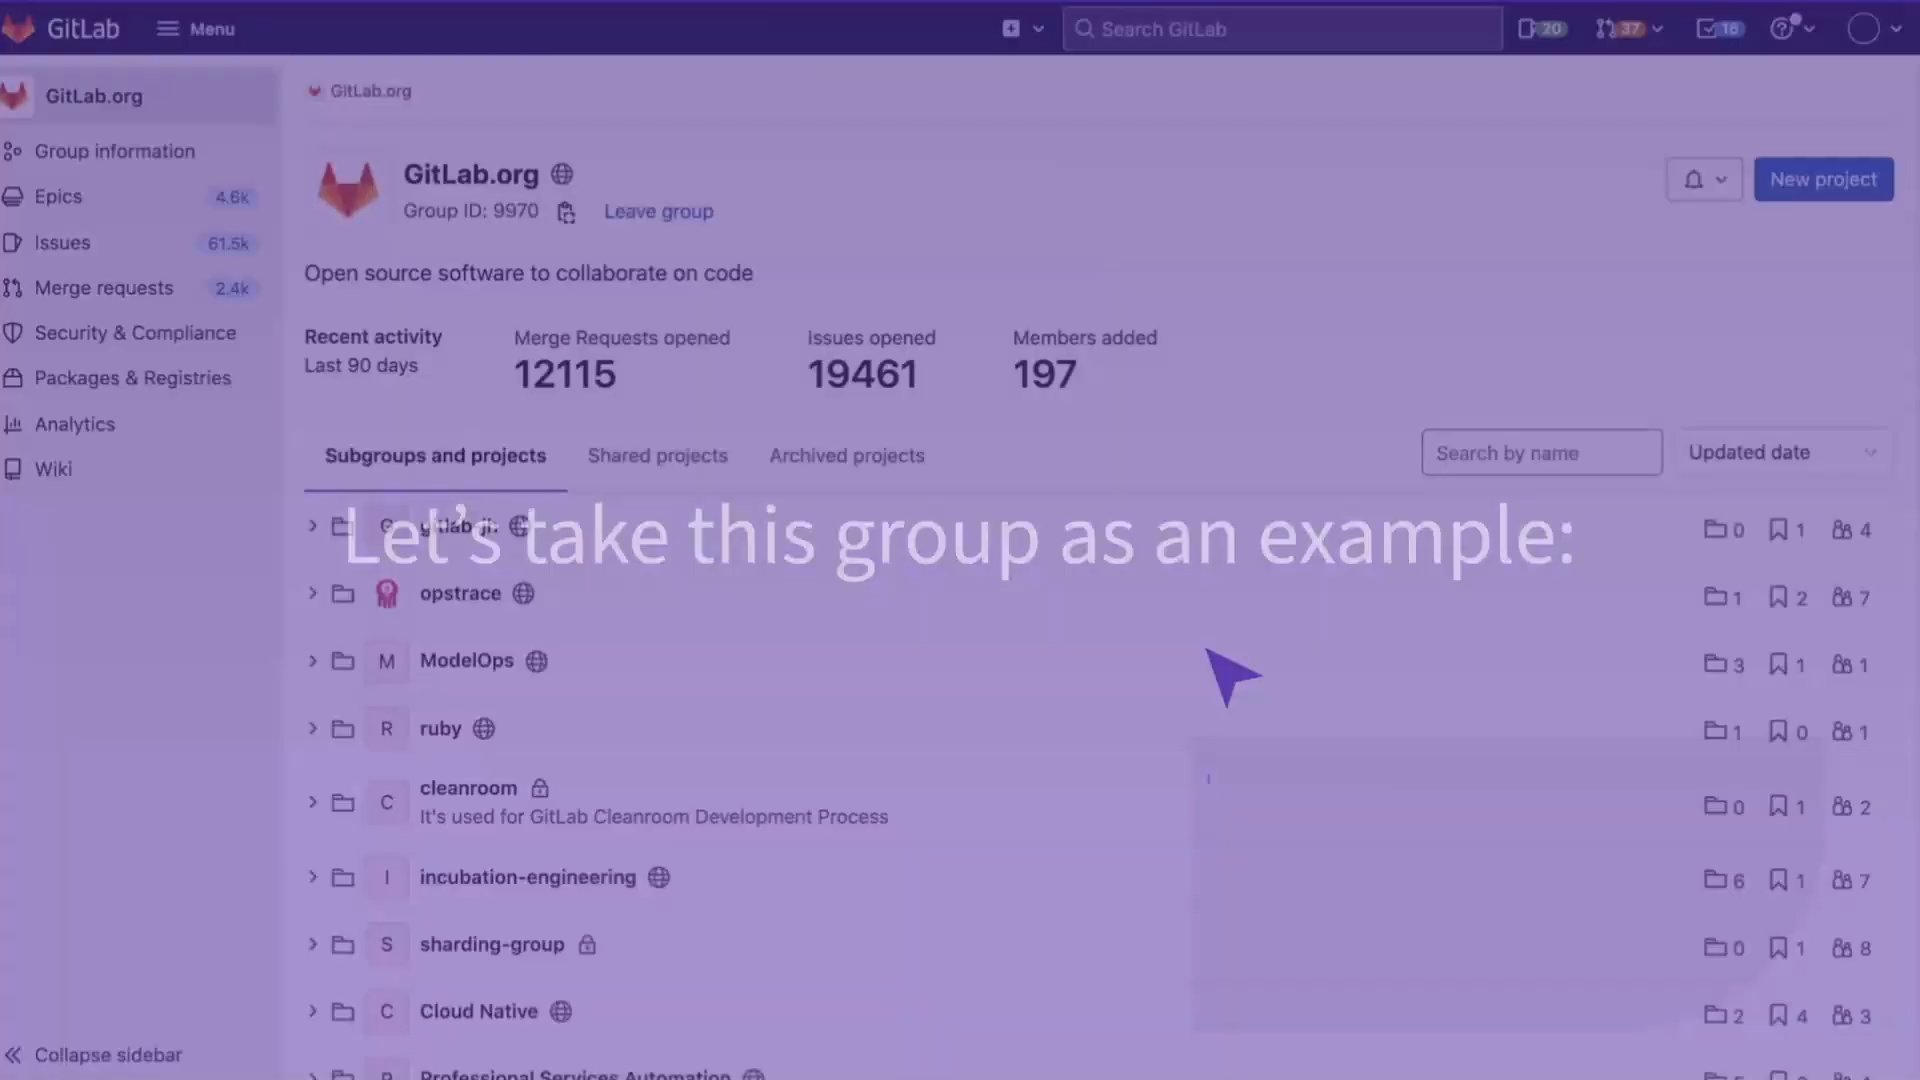 GitLab Menu Search GitLab 20 37 16
GitLab.org
Group information
Epics 4.6k
Issues 61.5k
Merge requests 2.4k
Security & Compliance
Packages & Registries
Analytics
Wiki
Collapse sidebar
GitLab.org
GitLab.org
Group ID: 9970 Leave group
New project
Open source software to collaborate on code
Recent activity
Last 90 days
Merge Requests opened
12115
Issues opened
19461
Members added
197
Subgroups and projects Shared projects Archived projects Search by name Updated date
G gitlab-jh 0 1 4
Let's take this group as an example:
opstrace 1 2 7
M ModelOps 3 1 1
R ruby 1 0 1
C cleanroom 0 1 2
It's used for GitLab Cleanroom Development Process
I incubation-engineering 6 1 7
S sharding-group 0 1 8
C Cloud Native 2 4 3
Professional Services Automation